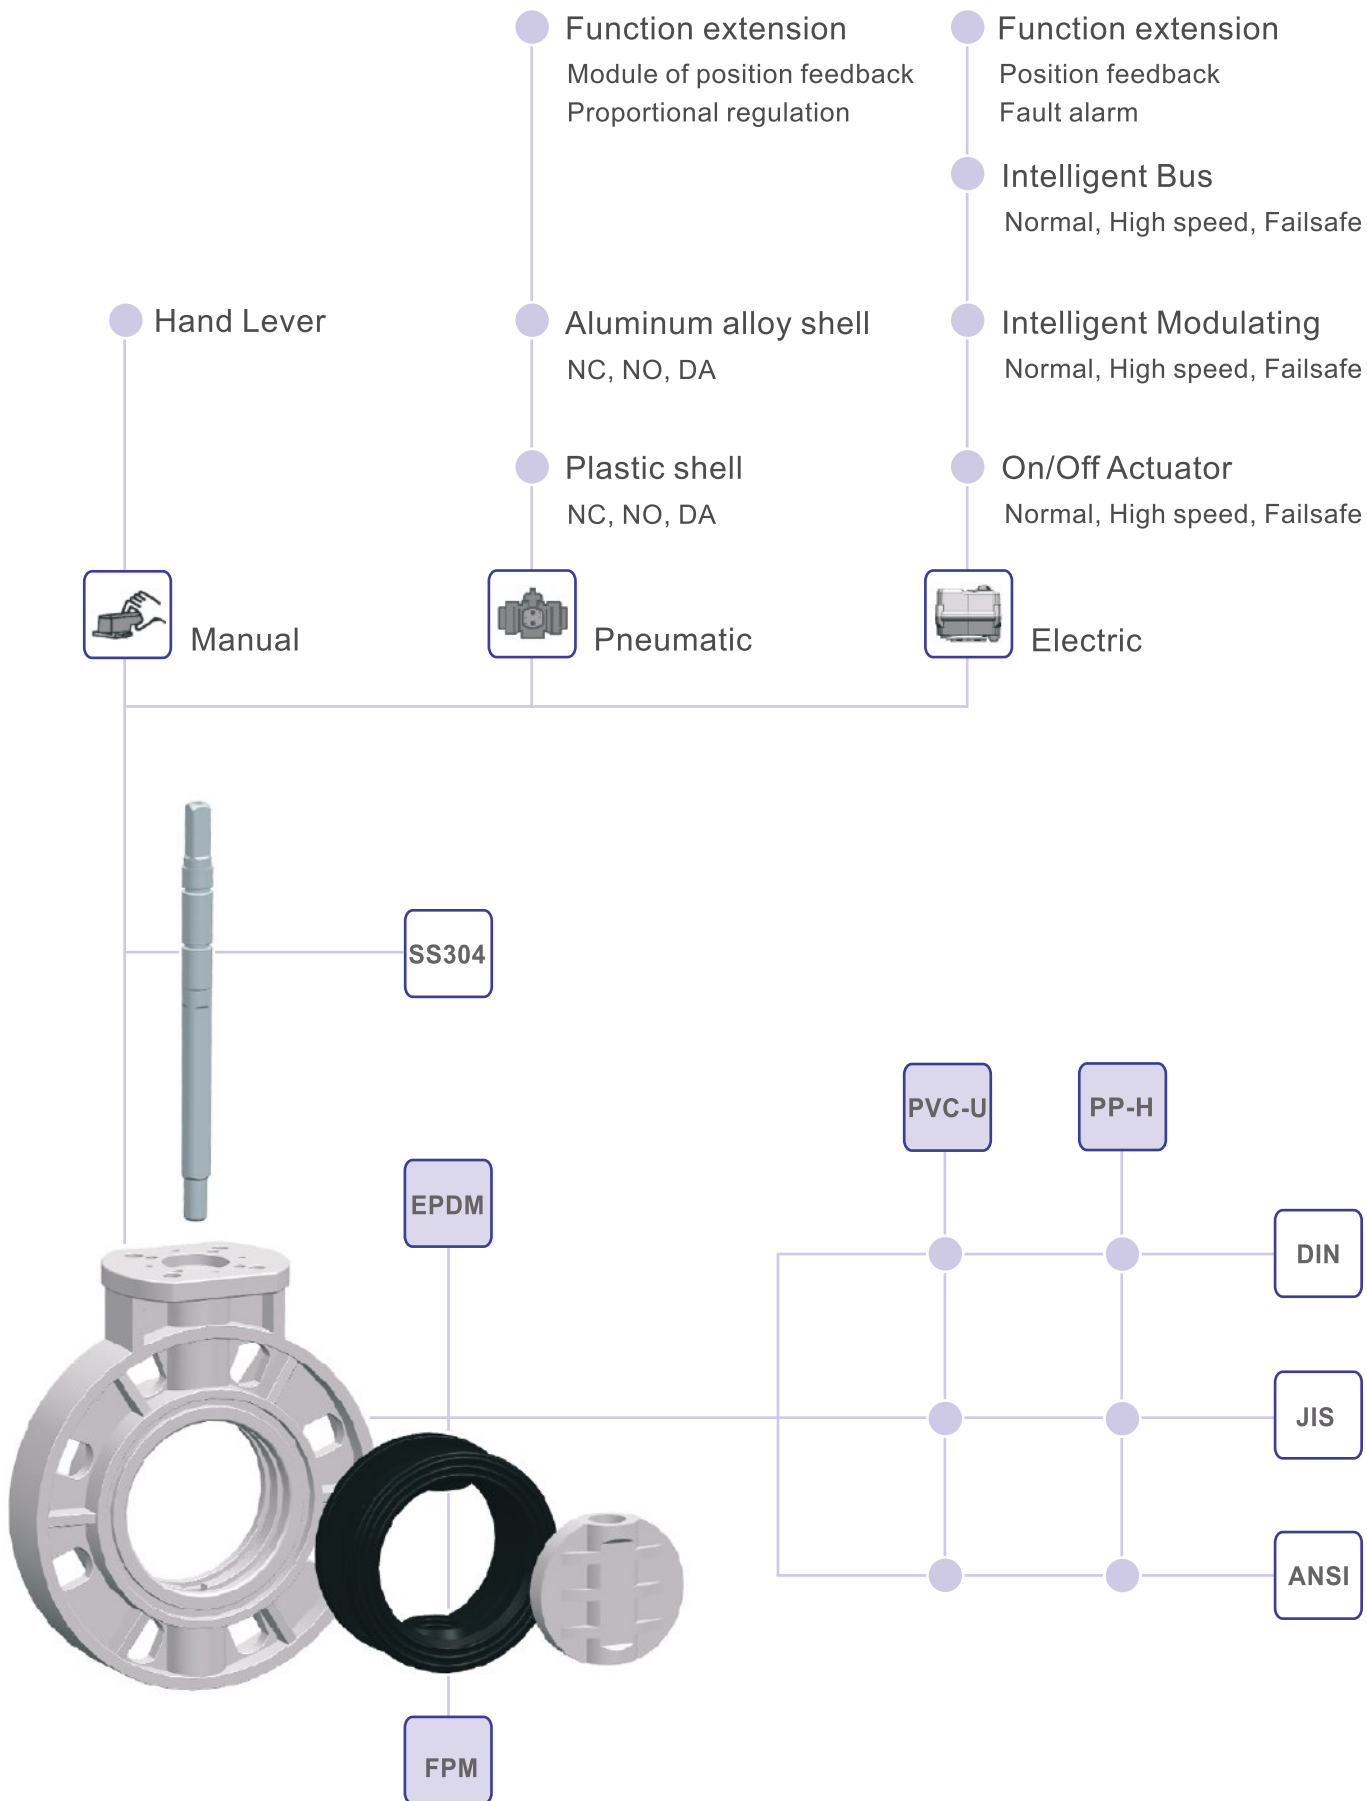 Function extension
Module of position feedback
Proportional regulation
Function extension
Position feedback
Fault alarm
Intelligent Bus
Normal, High speed, Failsafe
Hand Lever
Aluminum alloy shell
NC, NO, DA
Intelligent Modulating
Normal, High speed, Failsafe
Plastic shell
NC, NO, DA
On/Off Actuator
Normal, High speed, Failsafe
Manual
Pneumatic
Electric
SS304
PVC-U
PP-H
EPDM
DIN
JIS
ANSI
FPM